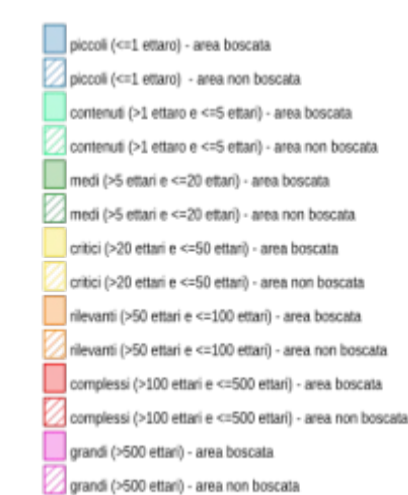 piccoli (<=1 ettaro) - area boscata
piccoli (<=1 ettaro) - area non boscata
contenuti (>1 ettaro e <=5 ettari) - area boscata
contenuti (>1 ettaro e <=5 ettari) - area non boscata
medi (>5 ettari e <=20 ettari) - area boscata
medi (>5 ettari e <=20 ettari) - area non boscata
critici (>20 ettari e <=50 ettari) - area boscata
critici (>20 ettari e <=50 ettari) - area non boscata
rilevanti (>50 ettari e <=100 ettari) - area boscata
rilevanti (>50 ettari e <=100 ettari) - area non boscata
complessi (>100 ettari e <=500 ettari) - area boscata
complessi (>100 ettari e <=500 ettari) - area non boscata
grandi (>500 ettari) - area boscata
grandi (>500 ettari) - area non boscata